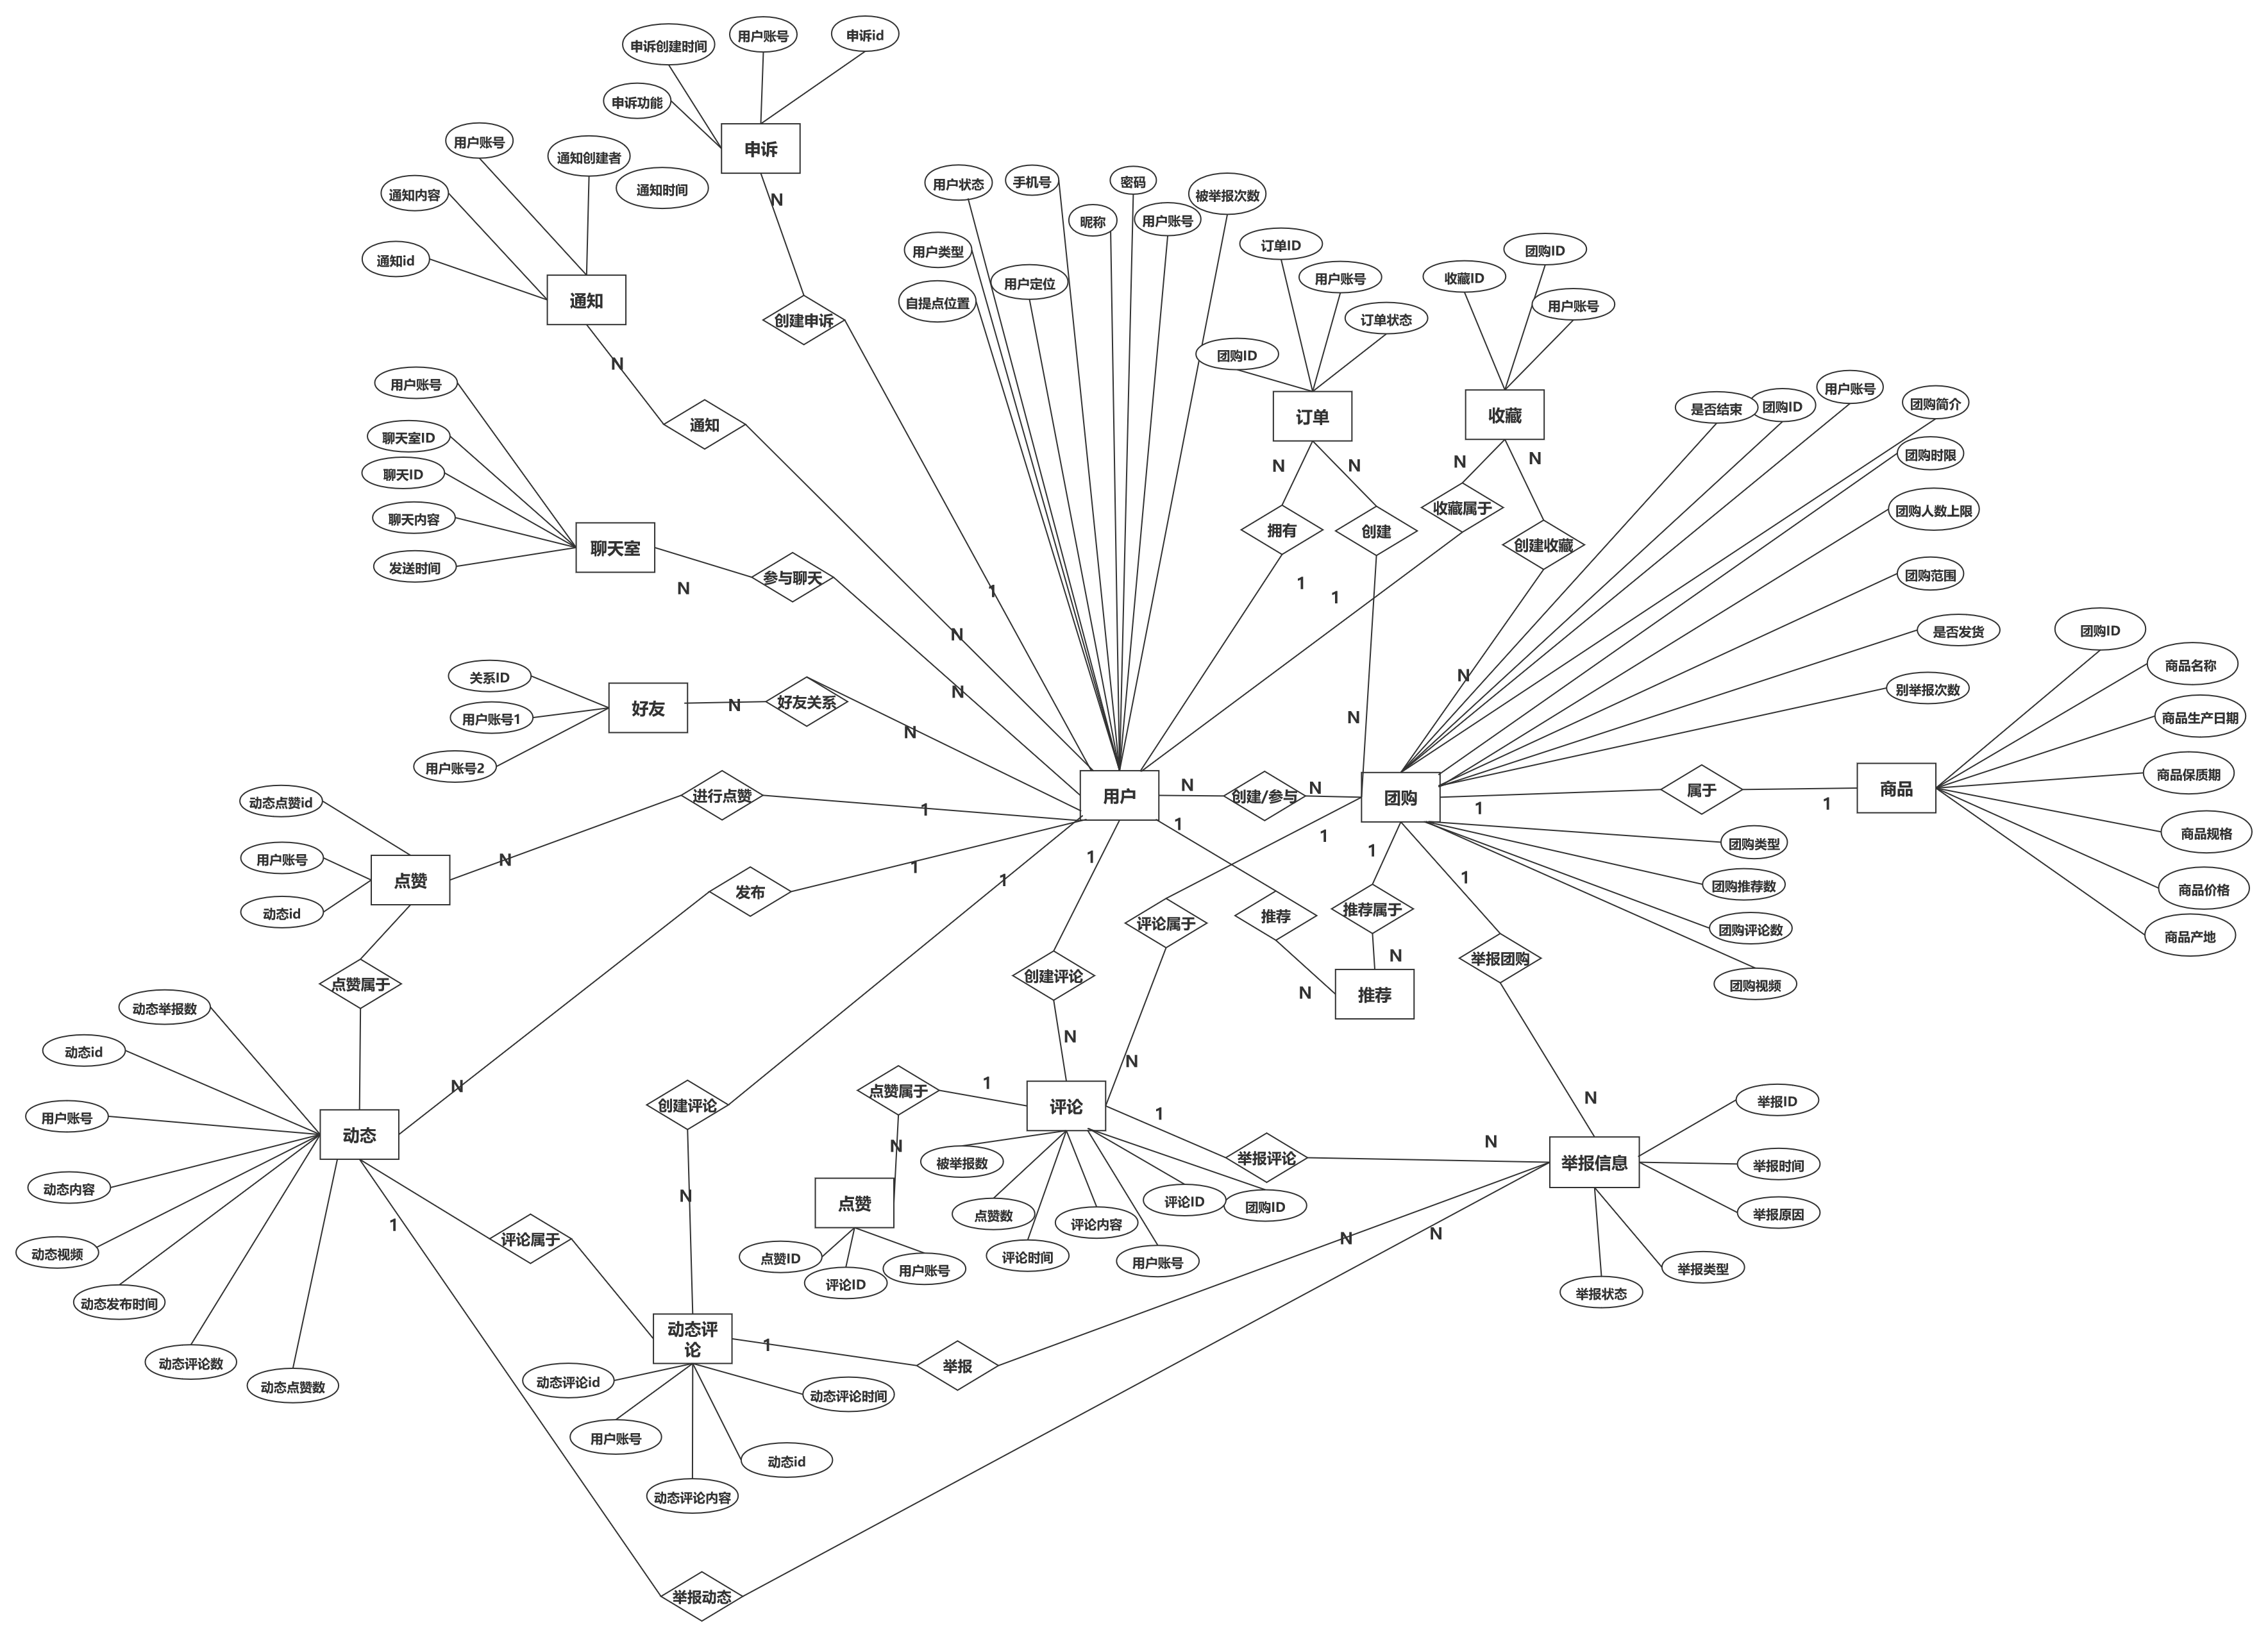 申诉创建时间
用户账号
申诉id
申诉功能
申诉
用户账号
通知创建者
通知时间
通知内容
通知id
通知
N
创建申诉
用户状态
手机号
密码
被举报次数
昵称
用户账号
用户类型
用户定位
自提点位置
订单ID
用户账号
订单状态
团购ID
订单
收藏ID
团购ID
用户账号
收藏
N
通知
用户账号
聊天室ID
聊天ID
聊天内容
发送时间
聊天室
N
参与聊天
1
N
N
N
N
拥有
创建
1
N
N
收藏属于
创建收藏
1
N
N
是否结束
团购ID
用户账号
团购简介
团购时限
团购人数上限
团购范围
是否发货
别举报次数
团购ID
商品名称
商品生产日期
商品保质期
商品规格
商品价格
商品产地
商品
关系ID
用户账号1
用户账号2
好友
N
好友关系
N
用户
N
创建/参与
N
团购
1
属于
1
动态点赞id
用户账号
动态id
点赞
N
进行点赞
1
发布
1
1
1
1
1
1
1
团购类型
团购推荐数
团购评论数
团购视频
点赞属于
评论属于
推荐
推荐属于
举报团购
创建评论
N
N
推荐
动态举报数
动态id
用户账号
动态内容
动态视频
动态发布时间
动态评论数
动态点赞数
动态
N
创建评论
点赞属于
1
N
N
评论
1
N
点赞
点赞ID
评论ID
用户账号
被举报数
点赞数
评论时间
评论内容
用户账号
评论ID
团购ID
举报评论
N
N
举报信息
举报ID
举报时间
举报原因
举报类型
举报状态
1
评论属于
N
N
N
动态评
论
1
举报
动态评论id
用户账号
动态评论内容
动态id
动态评论时间
举报动态